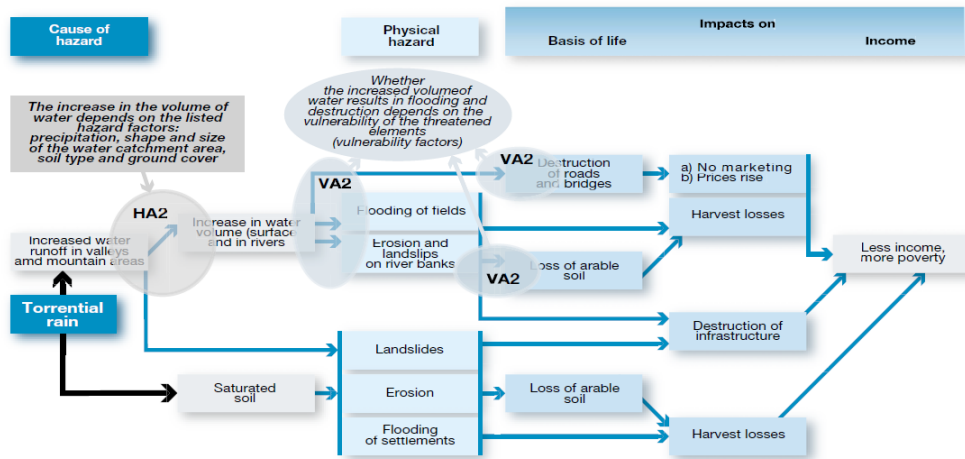 Cause of
hazard
Physical
hazard
Impacts on
Basis of life
Income
The increase in the volume of
water depends on the listed
hazard factors:
precipitation, shape and size
of the water catchment area,
soil type and ground cover
Whether
the increased volumeof
water results in flooding and
destruction depends on the
vulnerability of the threatened
elements
(vulnerability factors)
HA2
VA2
VA2
VA2
Destruction
of roads
and bridges
a) No marketing
b) Prices rise
Increased water
runoff in valleys
amd mountain areas
Increase in water
volume (surface
and in rivers
Flooding of fields
Erosion and
landslips
on river banks
Harvest losses
Loss of arable
soil
Less income,
more poverty
Torrential
rain
Destruction of
infrastructure
Saturated
soil
Landslides
Erosion
Flooding
of settlements
Loss of arable
soil
Harvest losses